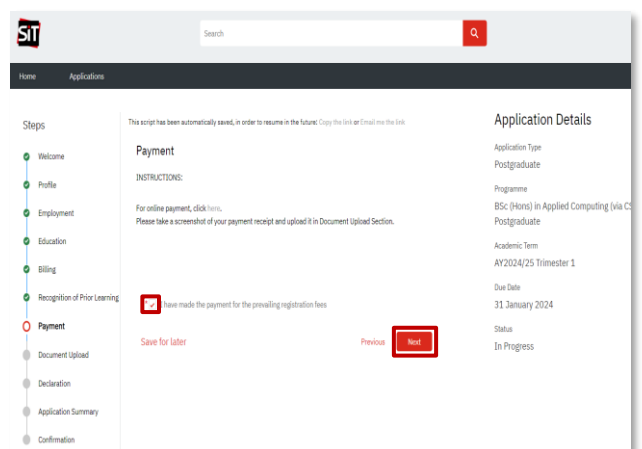 SiT
Search
Home Applications
Steps
Welcome
Profile
Employment
Education
Billing
Recognition of Prior Learning
Payment
Document Upload
Declaration
Application Summary
Confirmation
This script has been automatically saved, in order to resume in the future: Copy the link or Email me the link
Payment
INSTRUCTIONS:
For online payment, click here.
Please take a screenshot of your payment receipt and upload it in Document Upload Section.
I have made the payment for the prevailing registration fees
Save for later Previous Next
Application Details
Application Type
Postgraduate
Programme
BSc (Hons) in Applied Computing (via CS
Postgraduate
Academic Term
AY2024/25 Trimester 1
Due Date
31 January 2024
Status
In Progress